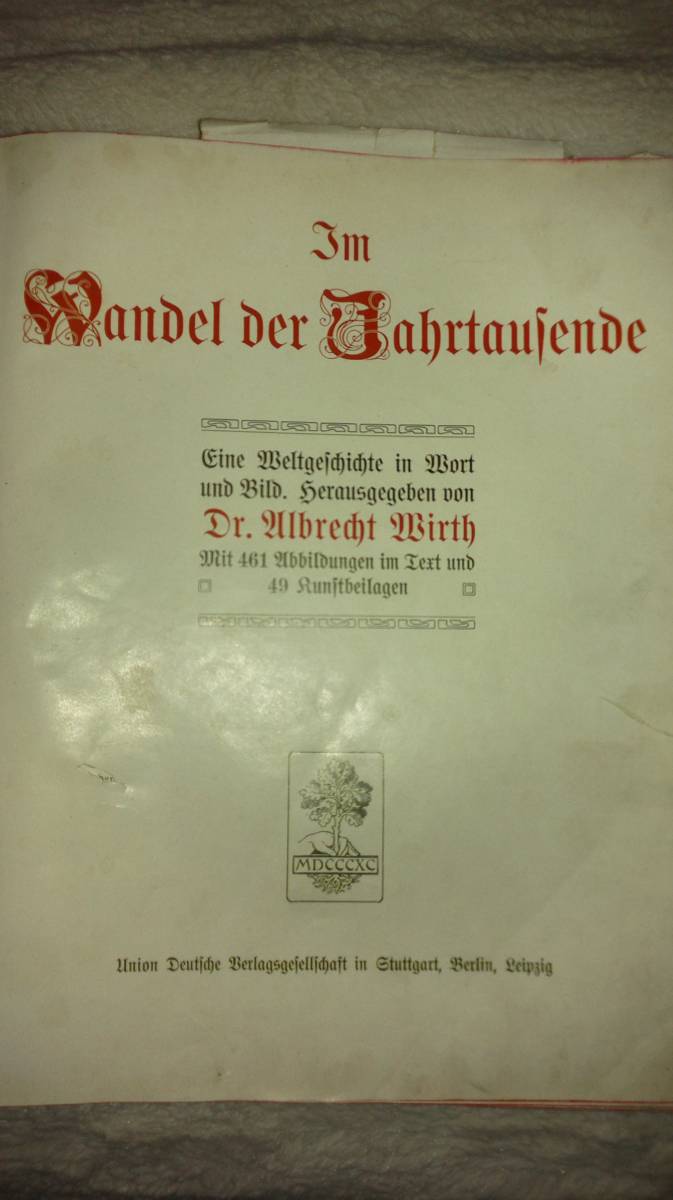 Im
Wandel der Jahrtauſende
Eine Weltgeſchichte in Wort
und Bild. Herausgegeben von
Dr. Albrecht Wirth
Mit 461 Abbildungen im Text und
49 Kunſtbeilagen
MDCCCXC
Union Deutſche Verlagsgeſellſchaft in Stuttgart, Berlin, Leipzig